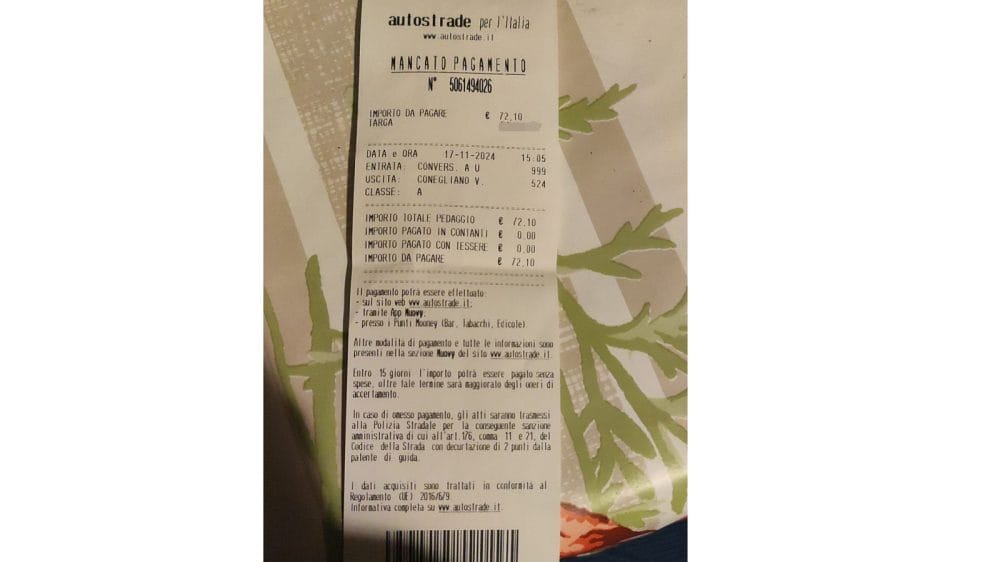 autostrade per l'Italia
www.autostrade.it
MANCATO PAGAMENTO
N° 5061494026
IMPORTO DA PAGARE € 72,10
TARGA
DATA e ORA 17-11-2024 15:05
ENTRATA: CONVERS. A U 999
USCITA: CONEGLIANO V. 524
CLASSE: A
IMPORTO TOTALE PEDAGGIO € 72,10
IMPORTO PAGATO IN CONTANTI € 0,00
IMPORTO PAGATO CON TESSERE € 0,00
IMPORTO DA PAGARE € 72,10
Il pagamento potrà essere effettuato:
- sul sito web www.autostrade.it;
- tramite App Muovy;
- presso i Punti Mooney (Bar, Tabacchi, Edicole).
Altre modalità di pagamento e tutte le informazioni sono
presenti nella sezione Muovy del sito www.autostrade.it.
Entro 15 giorni l'importo potrà essere pagato senza
spese, oltre tale termine sarà maggiorato degli oneri di
accertamento.
In caso di omesso pagamento, gli atti saranno trasmessi
alla Polizia Stradale per la conseguente sanzione
amministrativa di cui all'art.176, comma 11 e 21, del
Codice della Strada con decurtazione di 2 punti dalla
patente di guida.
I dati acquisiti sono trattati in conformità al
Regolamento (UE) 2016/679.
Informativa completa su www.autostrade.it.